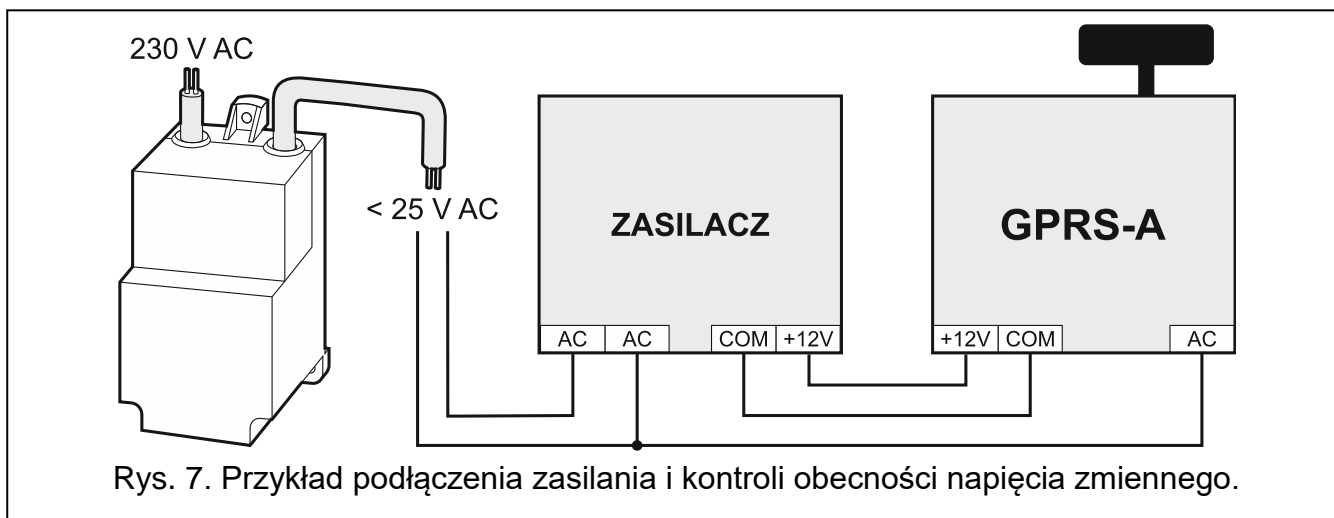 230 V AC
< 25 V AC
ZASILACZ
GPRS-A
AC AC COM +12V
+12V COM AC
Rys. 7. Przykład podłączenia zasilania i kontroli obecności napięcia zmiennego.